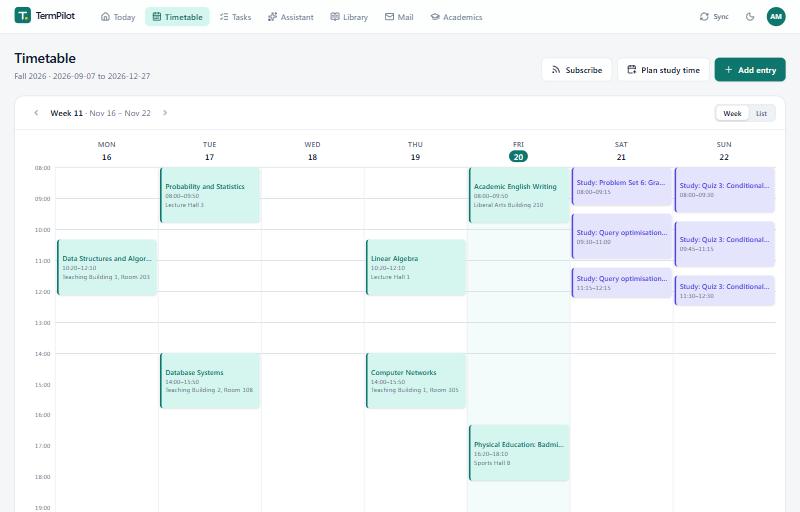 TermPilot
Today
Timetable
Tasks
Assistant
Library
Mail
Academics
Sync
AM
Timetable
Fall 2026 · 2026-09-07 to 2026-12-27
Subscribe
Plan study time
Add entry
Week 11 · Nov 16 – Nov 22
Week
List
MON
16
TUE
17
WED
18
THU
19
FRI
20
SAT
21
SUN
22
08:00
09:00
10:00
11:00
12:00
13:00
14:00
15:00
16:00
17:00
18:00
19:00
Data Structures and Algor...
10:20–12:10
Teaching Building 1, Room 203
Probability and Statistics
08:00–09:50
Lecture Hall 3
Database Systems
14:00–15:50
Teaching Building 2, Room 108
Linear Algebra
10:20–12:10
Lecture Hall 1
Computer Networks
14:00–15:50
Teaching Building 1, Room 305
Academic English Writing
08:00–09:50
Liberal Arts Building 210
Physical Education: Badmi...
16:20–18:10
Sports Hall B
Study: Problem Set 6: Gra...
08:00–09:15
Study: Query optimisation...
09:30–11:00
Study: Query optimisation...
11:15–12:15
Study: Quiz 3: Conditional...
08:00–09:30
Study: Quiz 3: Conditional...
09:45–11:15
Study: Quiz 3: Conditional...
11:30–12:30